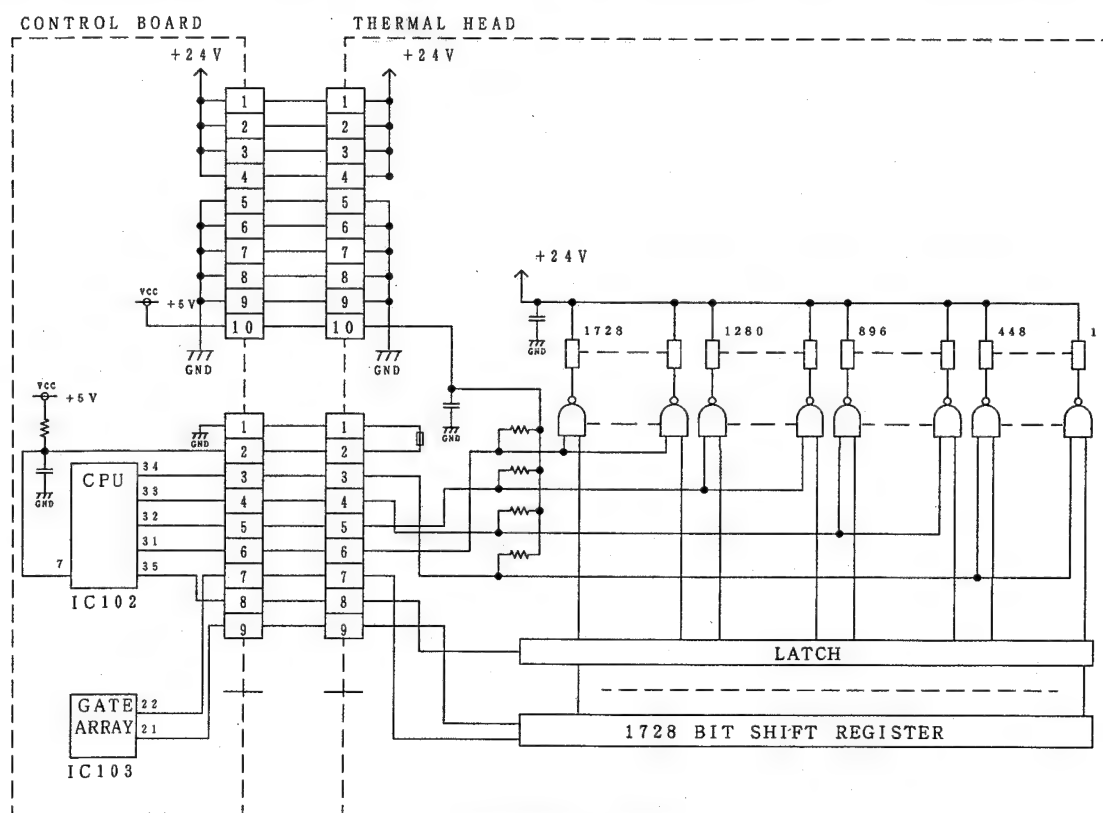 CONTROL BOARD
THERMAL HEAD
+24V
+24V
1 1
2 2
3 3
4 4
5 5
6 6
7 7
8 8
9 9
10 10
VCC
+5V
GND
GND
+24V
GND
1728
1280
896
448
1
VCC
+5V
GND
GND
GND
1 1
2 2
3 3
4 4
5 5
6 6
7 7
8 8
9 9
CPU
34
33
32
31
35
7
IC102
LATCH
GATE
ARRAY
22
21
IC103
1728 BIT SHIFT REGISTER